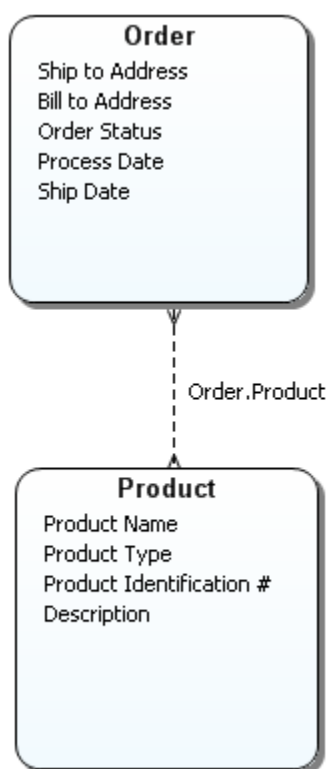 Order
Ship to Address
Bill to Address
Order Status
Process Date
Ship Date
Order.Product
Product
Product Name
Product Type
Product Identification #
Description